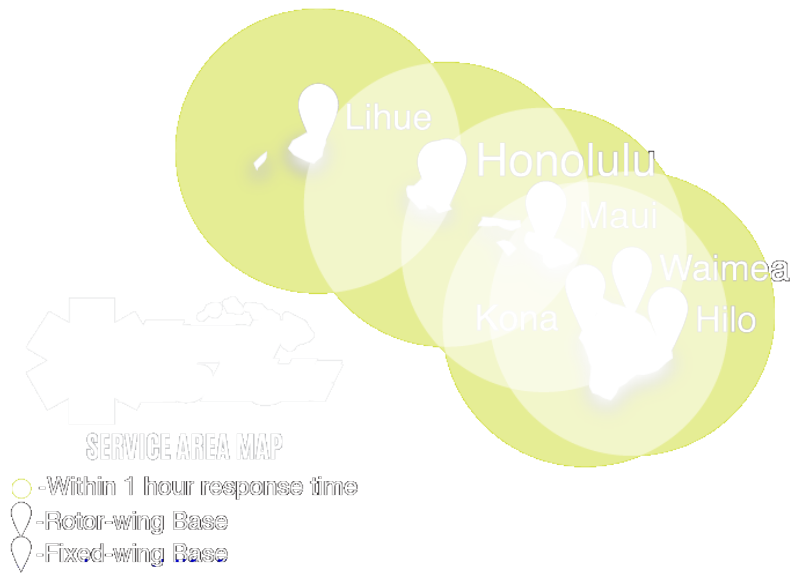 Lihue
Honolulu
Maui
Waimea
Kona
Hilo
SERVICE AREA MAP
-Within 1 hour response time
-Rotor-wing Base
-Fixed-wing Base